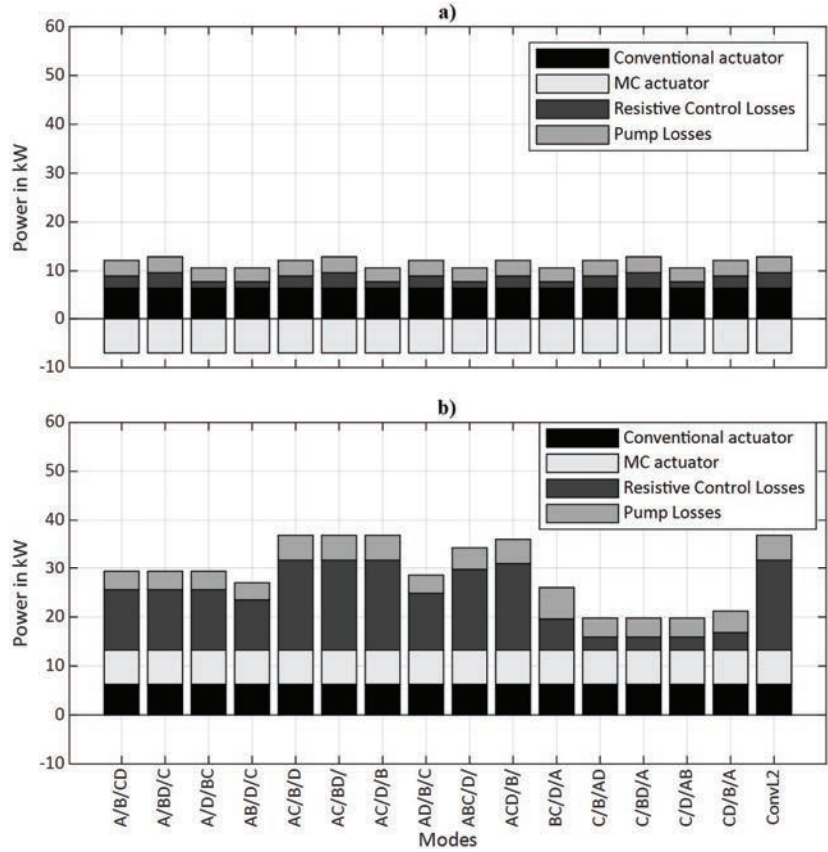 a)
Power in kW
60
50
40
30
20
10
0
-10
Conventional actuator
MC actuator
Resistive Control Losses
Pump Losses
b)
Power in kW
60
50
40
30
20
10
0
-10
Conventional actuator
MC actuator
Resistive Control Losses
Pump Losses
A/B/CD
A/BD/C
A/D/BC
AB/D/C
AC/B/D
AC/BD/
AC/D/B
AD/B/C
ABC/D/
ACD/B/
BC/D/A
C/B/AD
C/BD/A
C/D/AB
CD/B/A
ConvL2
Modes